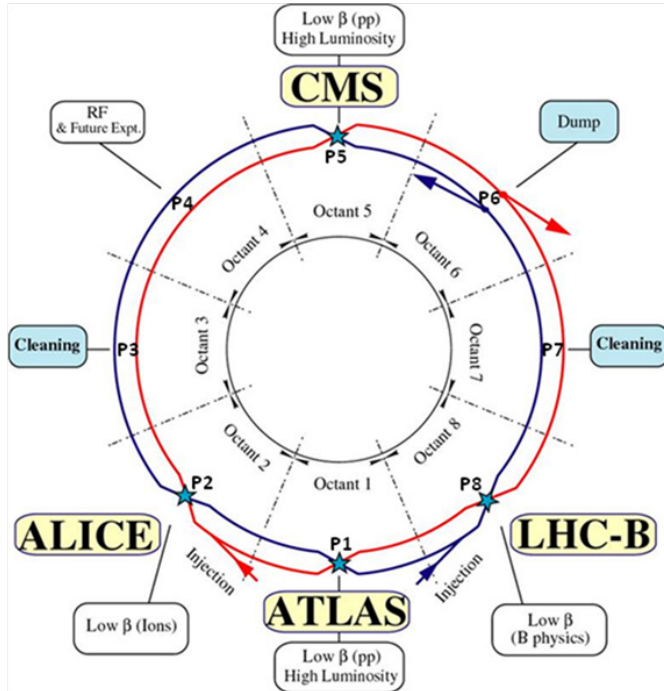 Low β (pp)
High Luminosity
CMS
RF
& Future Expt.
Dump
P5
P4
P6
Octant 5
Octant 4
Octant 6
Cleaning
P3
Octant 3
Octant 7
P7
Cleaning
Octant 2
Octant 8
P2
Octant 1
P8
ALICE
LHC-B
P1
Injection
Injection
ATLAS
Low β (Ions)
Low β
(B physics)
Low β (pp)
High Luminosity